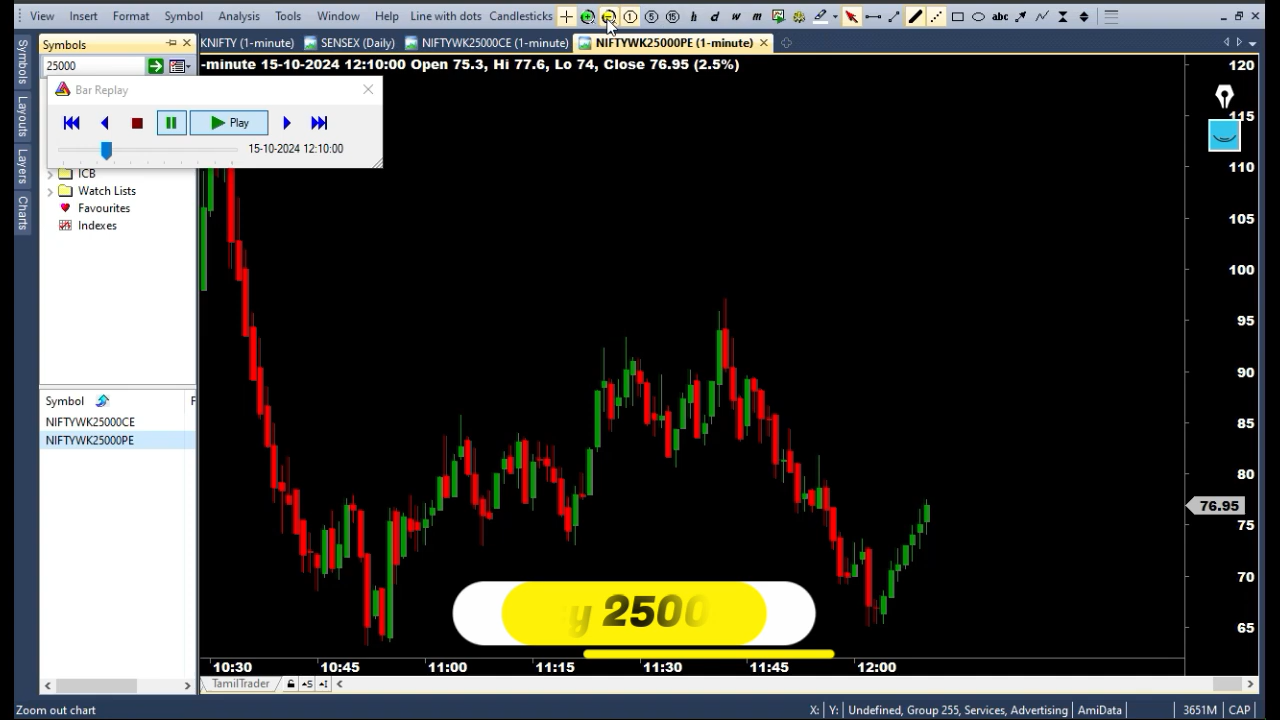 View Insert Format Symbol Analysis Tools Window Help Line with dots Candlesticks 1 5 15 h d w m abc
Symbols
KNIFTY (1-minute) SENSEX (Daily) NIFTYWK25000CE (1-minute) NIFTYWK25000PE (1-minute)
25000
-minute 15-10-2024 12:10:00 Open 75.3, Hi 77.6, Lo 74, Close 76.95 (2.5%)
Bar Replay
Play
15-10-2024 12:10:00
ICB
Watch Lists
Favourites
Indexes
Symbols
Layouts
Layers
Charts
Symbol F
NIFTYWK25000CE
NIFTYWK25000PE
120
115
110
105
100
95
90
85
80
76.95
75
70
65
y 2500
10:30 10:45 11:00 11:15 11:30 11:45 12:00
TamilTrader S I
Zoom out chart X: Y: Undefined, Group 255, Services, Advertising AmiData 3651M CAP